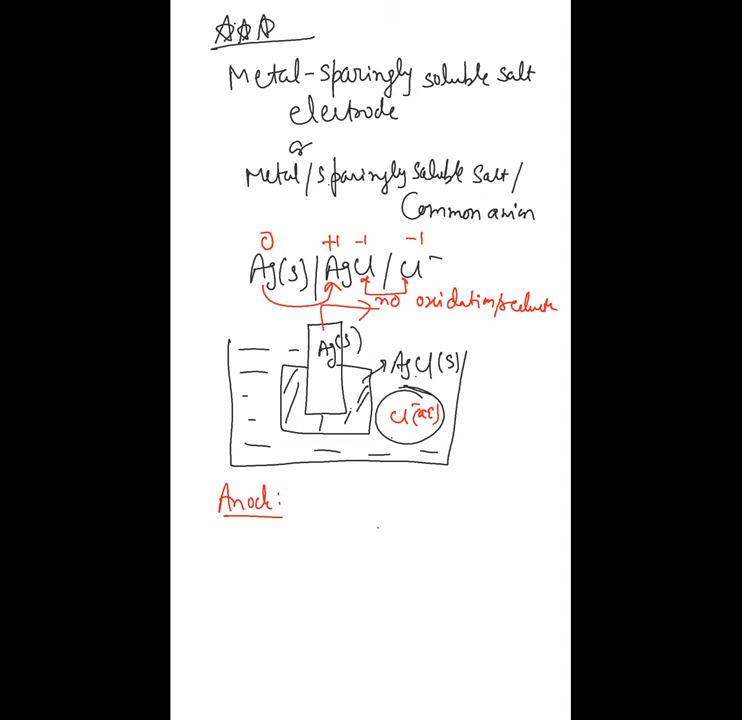 Metal-sparingly soluble salt
electrode
or
Metal/sparingly soluble salt/
Common anion
0 +1 -1 -1
Ag(s)/AgCl/Cl⁻
no oxidation/reduction
Ag(s)
AgCl(s)
Cl⁻(aq)
Anode: